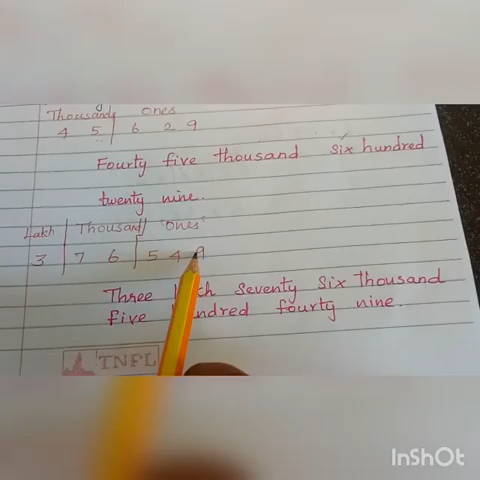 Thousand ones
4 5 6 2 9
Fourty five thousand six hundred
twenty nine.
Lakh Thousand "ones"
3 7 6 5 4 9
Three seventy six thousand
five fourty nine.
TNPL
InShOt